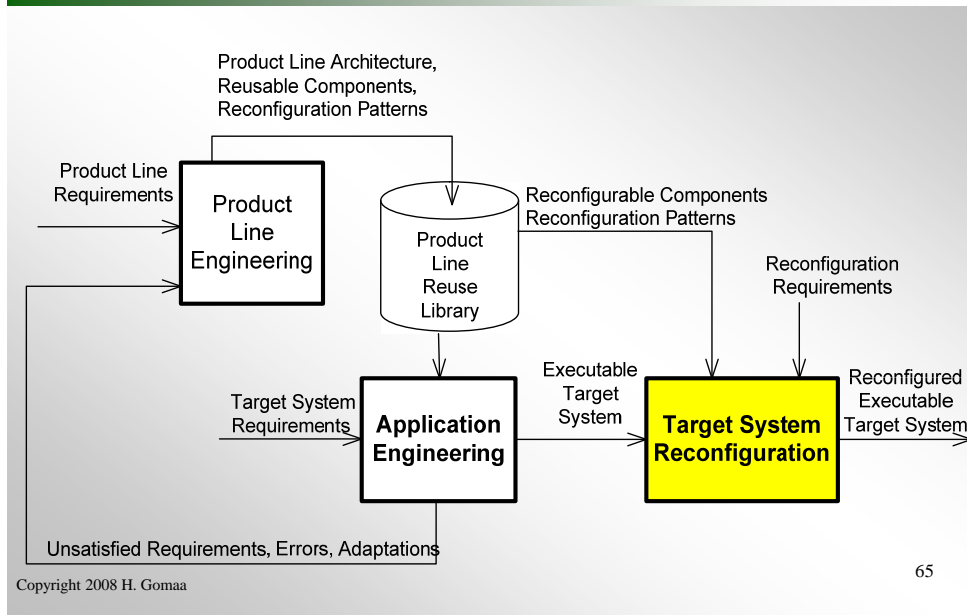 Product Line Architecture,
Reusable Components,
Reconfiguration Patterns
Product Line
Requirements
Product
Line
Engineering
Product
Line
Reuse
Library
Reconfigurable Components
Reconfiguration Patterns
Reconfiguration
Requirements
Target System
Requirements
Application
Engineering
Executable
Target
System
Target System
Reconfiguration
Reconfigured
Executable
Target System
Unsatisfied Requirements, Errors, Adaptations
Copyright 2008 H. Gomaa
65